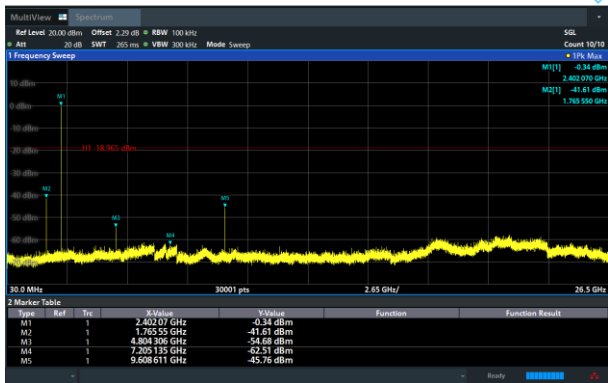 MultiView Spectrum
Ref Level 20.00 dBm Offset 2.29 dB RBW 100 kHz SGL
Att 20 dB SWT 265 ms VBW 300 kHz Mode Sweep Count 10/10
1 Frequency Sweep 1Pk Max
M1[1] -0.34 dBm
2.402 070 GHz
M2[1] -41.61 dBm
1.765 550 GHz
10 dBm
M1
0 dBm
-10 dBm
-20 dBm
H1 -18.965 dBm
-30 dBm
M2
-40 dBm
M5
-50 dBm
M3
M4
-60 dBm
-70 dBm
30.0 MHz 30001 pts 2.65 GHz/ 26.5 GHz
2 Marker Table
Type Ref Trc X-Value Y-Value Function Function Result
M1 1 2.402 07 GHz -0.34 dBm
M2 1 1.765 55 GHz -41.61 dBm
M3 1 4.804 306 GHz -54.68 dBm
M4 1 7.205 135 GHz -62.51 dBm
M5 1 9.608 611 GHz -45.76 dBm
Ready